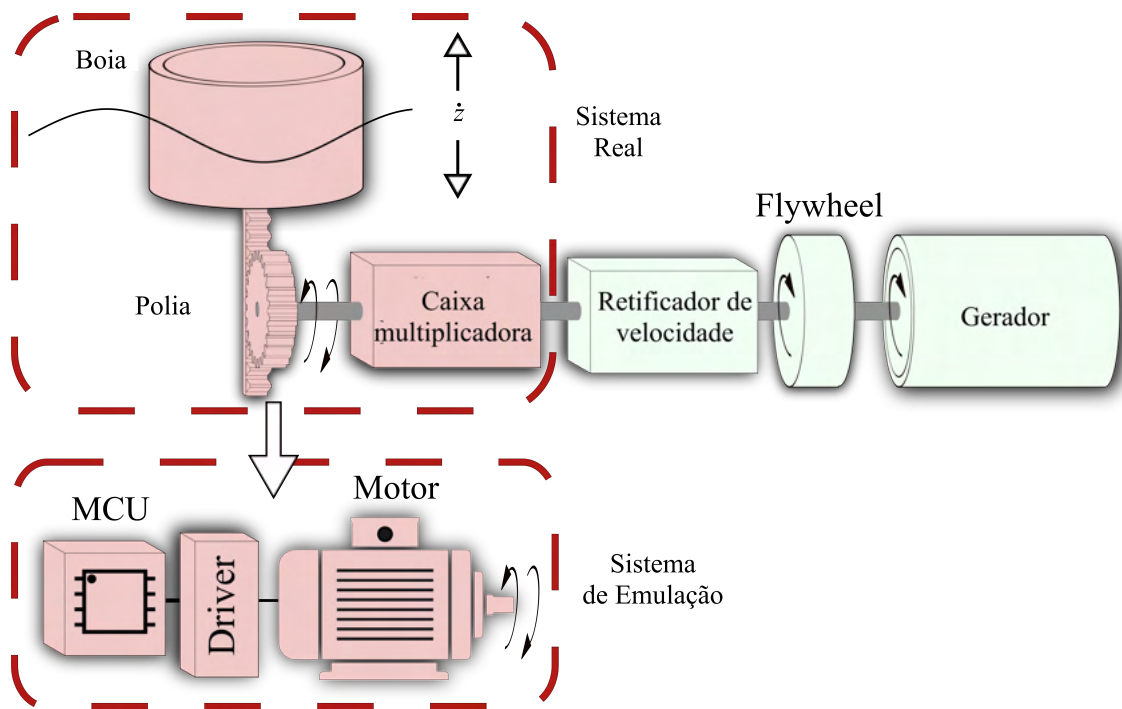 Boia
ż
Sistema
Real
Flywheel
Polia
Caixa
multiplicadora
Retificador de
velocidade
Gerador
MCU
Driver
Motor
Sistema
de Emulação